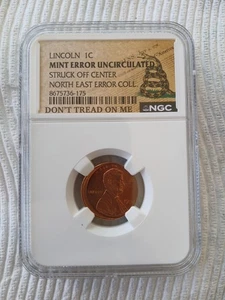 LINCOLN 1C
MINT ERROR UNCIRCULATED
STRUCK OFF CENTER
NORTH EAST ERROR COLL.
8675736-175
NGC
DON'T TREAD ON ME